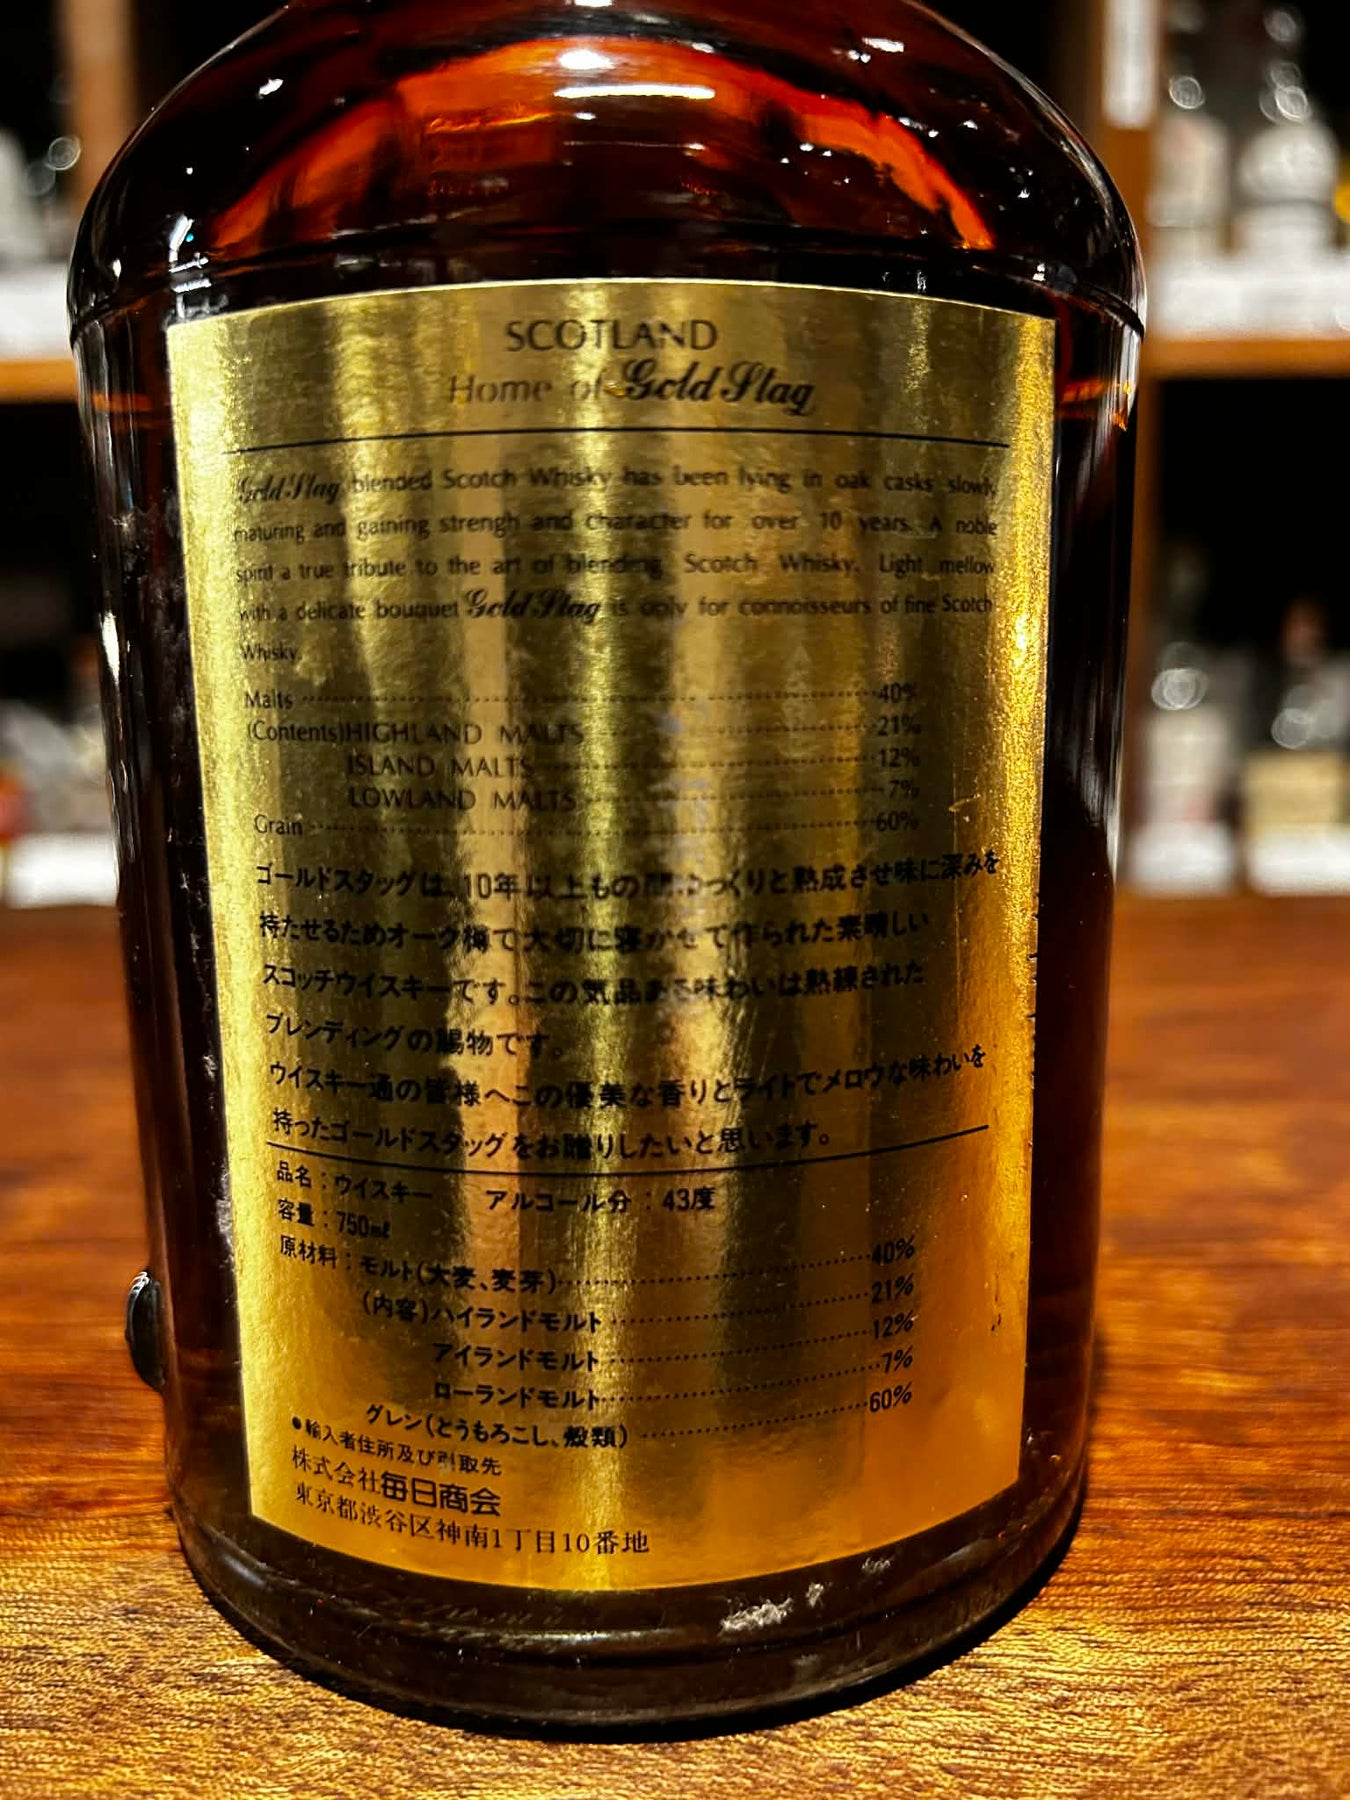 SCOTLAND
Home of Gold Stag
Gold Stag blended Scotch Whisky has been lying in oak casks slowly
maturing and gaining strengh and character for over 10 years. A noble
spirit a true tribute to the art of blending Scotch Whisky. Light mellow
with a delicate bouquet Gold Stag is only for connoisseurs of fine Scotch
Whisky.
Malts 40%
(Contents)HIGHLAND MALTS 21%
ISLAND MALTS 12%
LOWLAND MALTS 7%
Grain 60%
ゴールドスタッグは、10年以上もの間ゆっくりと熟成させ味に深みを
持たせるためオーク樽で大切に寝かせて作られた素晴しい
スコッチウイスキーです。この気品ある味わいは熟練された
ブレンディングの賜物です。
ウイスキー通の皆様へこの優美な香りとライトでメロウな味わいを
持ったゴールドスタッグをお贈りしたいと思います。
品名:ウイスキー アルコール分:43度
容量:750㎖
原材料:モルト(大麦、麦芽) 40%
(内容)ハイランドモルト 21%
アイランドモルト 12%
ローランドモルト 7%
グレン(とうもろこし、穀類) 60%
●輸入者住所及び引取先
株式会社毎日商会
東京都渋谷区神南1丁目10番地